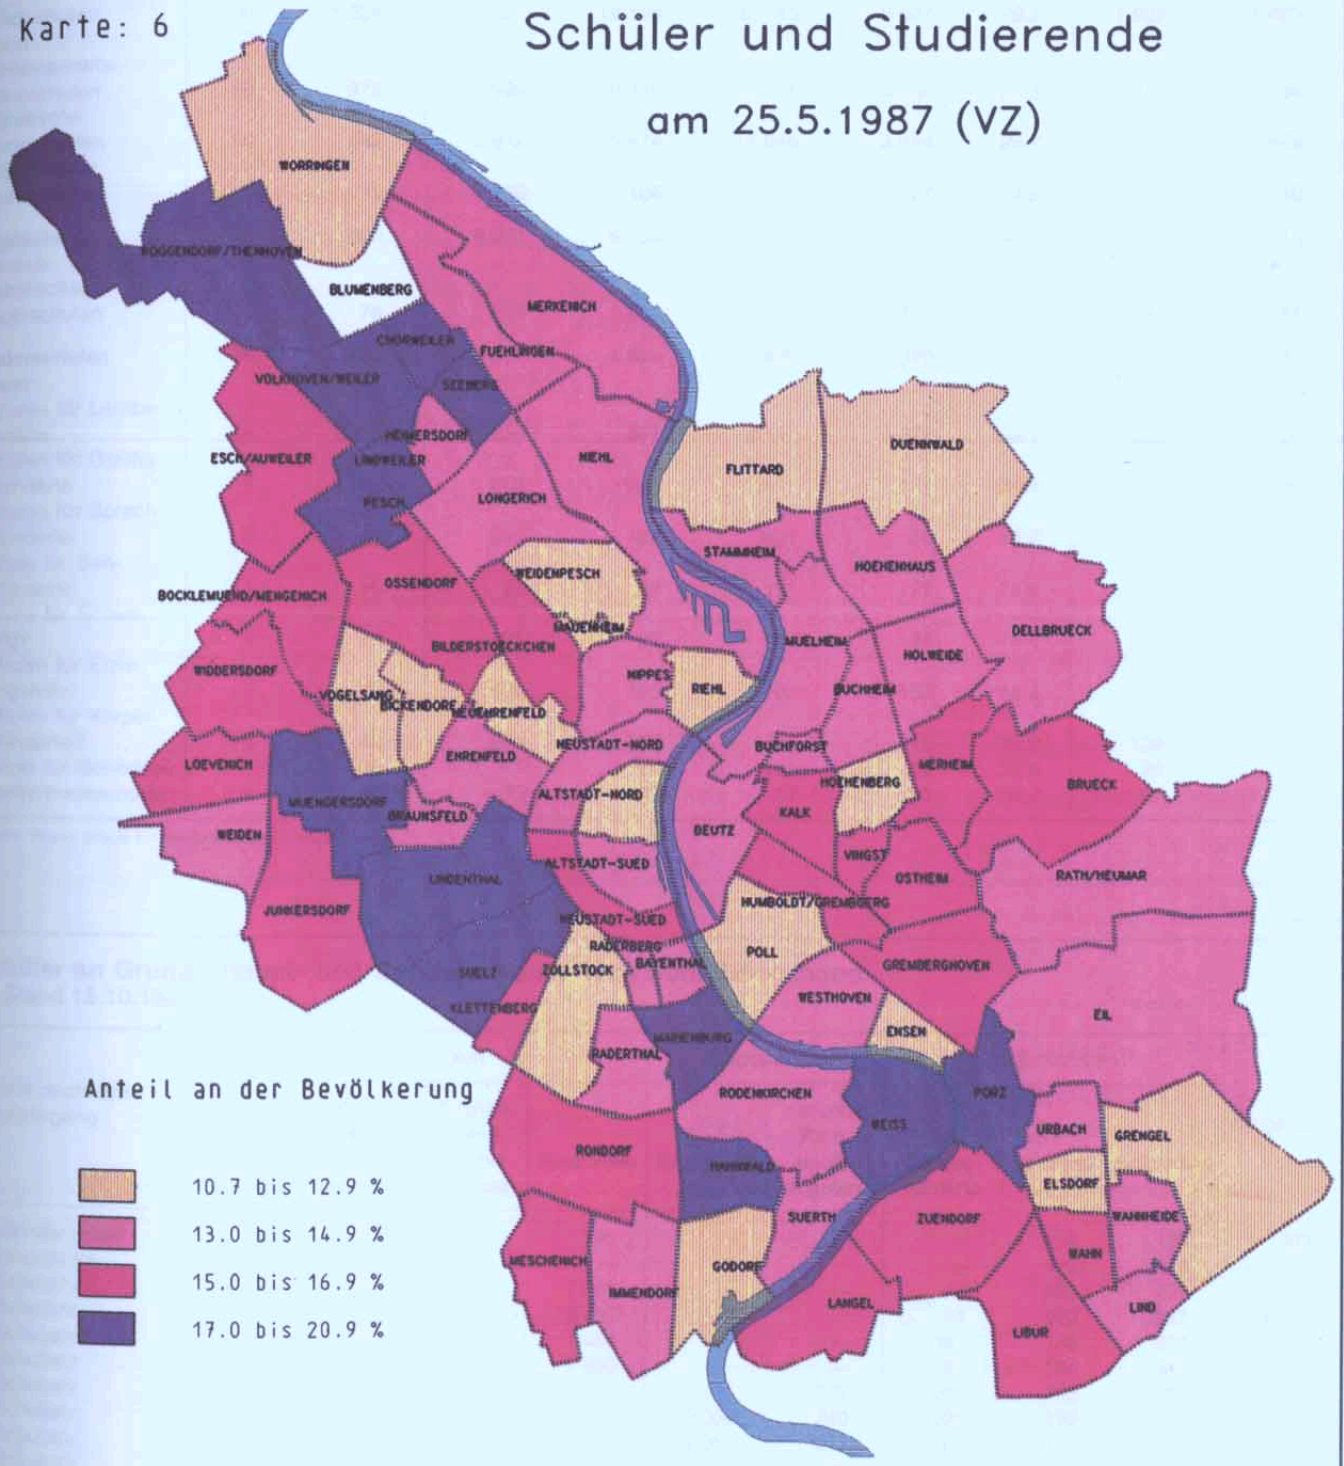 Karte: 6
Schüler und Studierende
am 25.5.1987 (VZ)
WORRINGEN
ROGGENDORF/THENHOVEN
BLUMENBERG
MERKENICH
CHORWEILER
FUEHLINGEN
VOLKHOVEN/WEILER
SEEBERG
HEIMERSDORF
DUENNWALD
ESCH/AUWEILER
LINDWEILER
NIEHL
FLITTARD
PESCH
LONGERICH
STAMMHEIM
HOEHENHAUS
WEIDENPESCH
OSSENDORF
BOCKLEMUEND/MENGENICH
MAUENHEIM
DELLBRUECK
MUELHEIM
BILDERSTOECKCHEN
HOLWEIDE
WIDDERSDORF
NIPPES
RIEHL
BUCHHEIM
VOGELSANG
BICKENDORF
NEUEHRENFELD
NEUSTADT-NORD
BUCHFORST
EHRENFELD
LOEVENICH
MERHEIM
HOEHENBERG
BRUECK
ALTSTADT-NORD
MUENGERSDORF
BRAUNSFELD
KALK
WEIDEN
DEUTZ
VINGST
ALTSTADT-SUED
OSTHEIM
RATH/HEUMAR
LINDENTHAL
HUMBOLDT/GREMBERG
JUNKERSDORF
NEUSTADT-SUED
RADERBERG
POLL
BAYENTHAL
GREMBERGHOVEN
SUELZ
ZOLLSTOCK
WESTHOVEN
KLETTENBERG
EIL
ENSEN
MARIENBURG
RADERTHAL
RODENKIRCHEN
PORZ
WEISS
URBACH
GRENGEL
RONDORF
HAHNWALD
ELSDORF
SUERTH
ZUENDORF
WAHNHEIDE
WAHN
MESCHENICH
GODORF
IMMENDORF
LANGEL
LIND
LIBUR
Anteil an der Bevölkerung
10.7 bis 12.9 %
13.0 bis 14.9 %
15.0 bis 16.9 %
17.0 bis 20.9 %